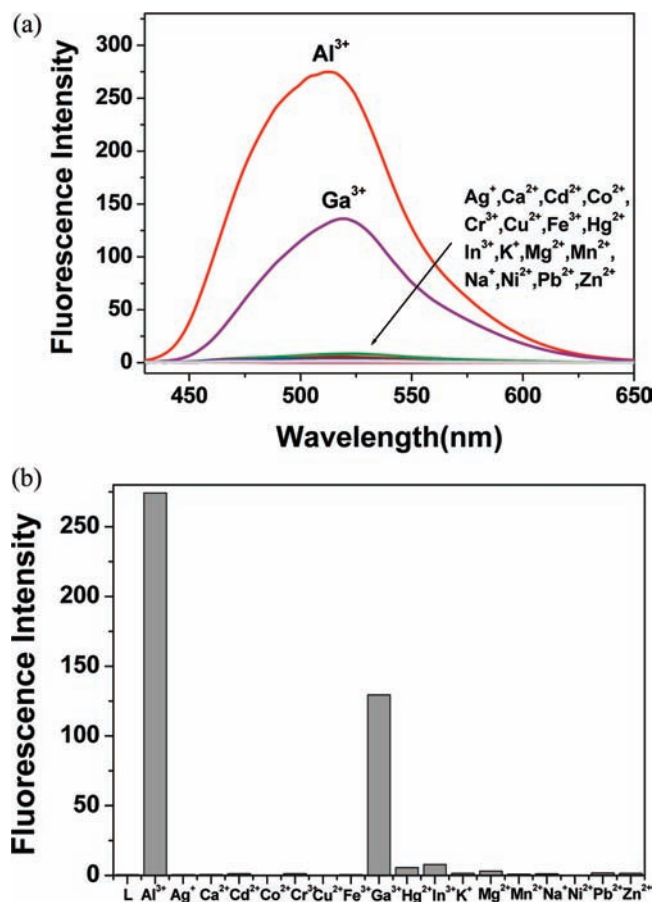 (a)
300
250
200
150
100
50
0
Fluorescence Intensity
Al³⁺
Ga³⁺
Ag⁺,Ca²⁺,Cd²⁺,Co²⁺,
Cr³⁺,Cu²⁺,Fe³⁺,Hg²⁺
In³⁺,K⁺,Mg²⁺,Mn²⁺,
Na⁺,Ni²⁺,Pb²⁺,Zn²⁺
450 500 550 600 650
Wavelength(nm)
(b)
250
200
150
100
50
0
Fluorescence Intensity
L Al³⁺ Ag⁺ Ca²⁺ Cd²⁺ Co²⁺ Cr³⁺ Cu²⁺ Fe³⁺ Ga³⁺ Hg²⁺ In³⁺ K⁺ Mg²⁺ Mn²⁺ Na⁺ Ni²⁺ Pb²⁺ Zn²⁺